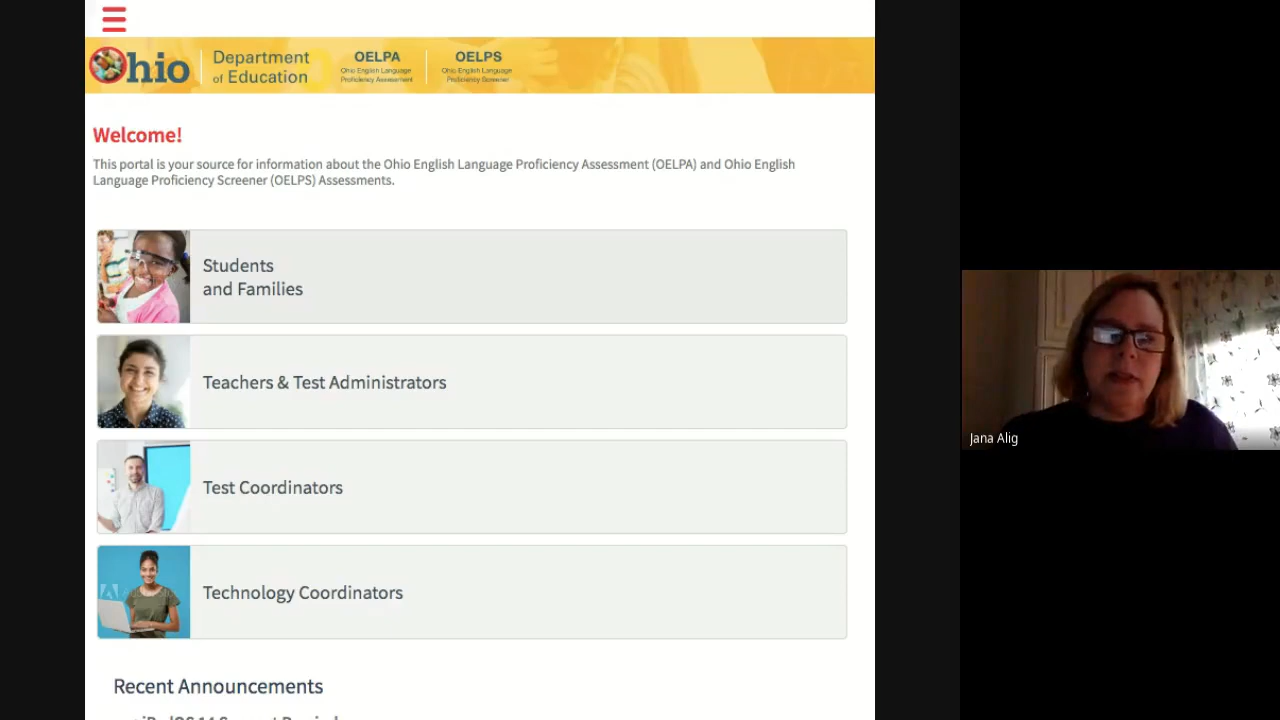 Ohio
Department
of Education
OELPA
Ohio English Language
Proficiency Assessment
OELPS
Ohio English Language
Proficiency Screener
Welcome!
This portal is your source for information about the Ohio English Language Proficiency Assessment (OELPA) and Ohio English
Language Proficiency Screener (OELPS) Assessments.
Students
and Families
Teachers & Test Administrators
Test Coordinators
Technology Coordinators
Recent Announcements
Jana Alig